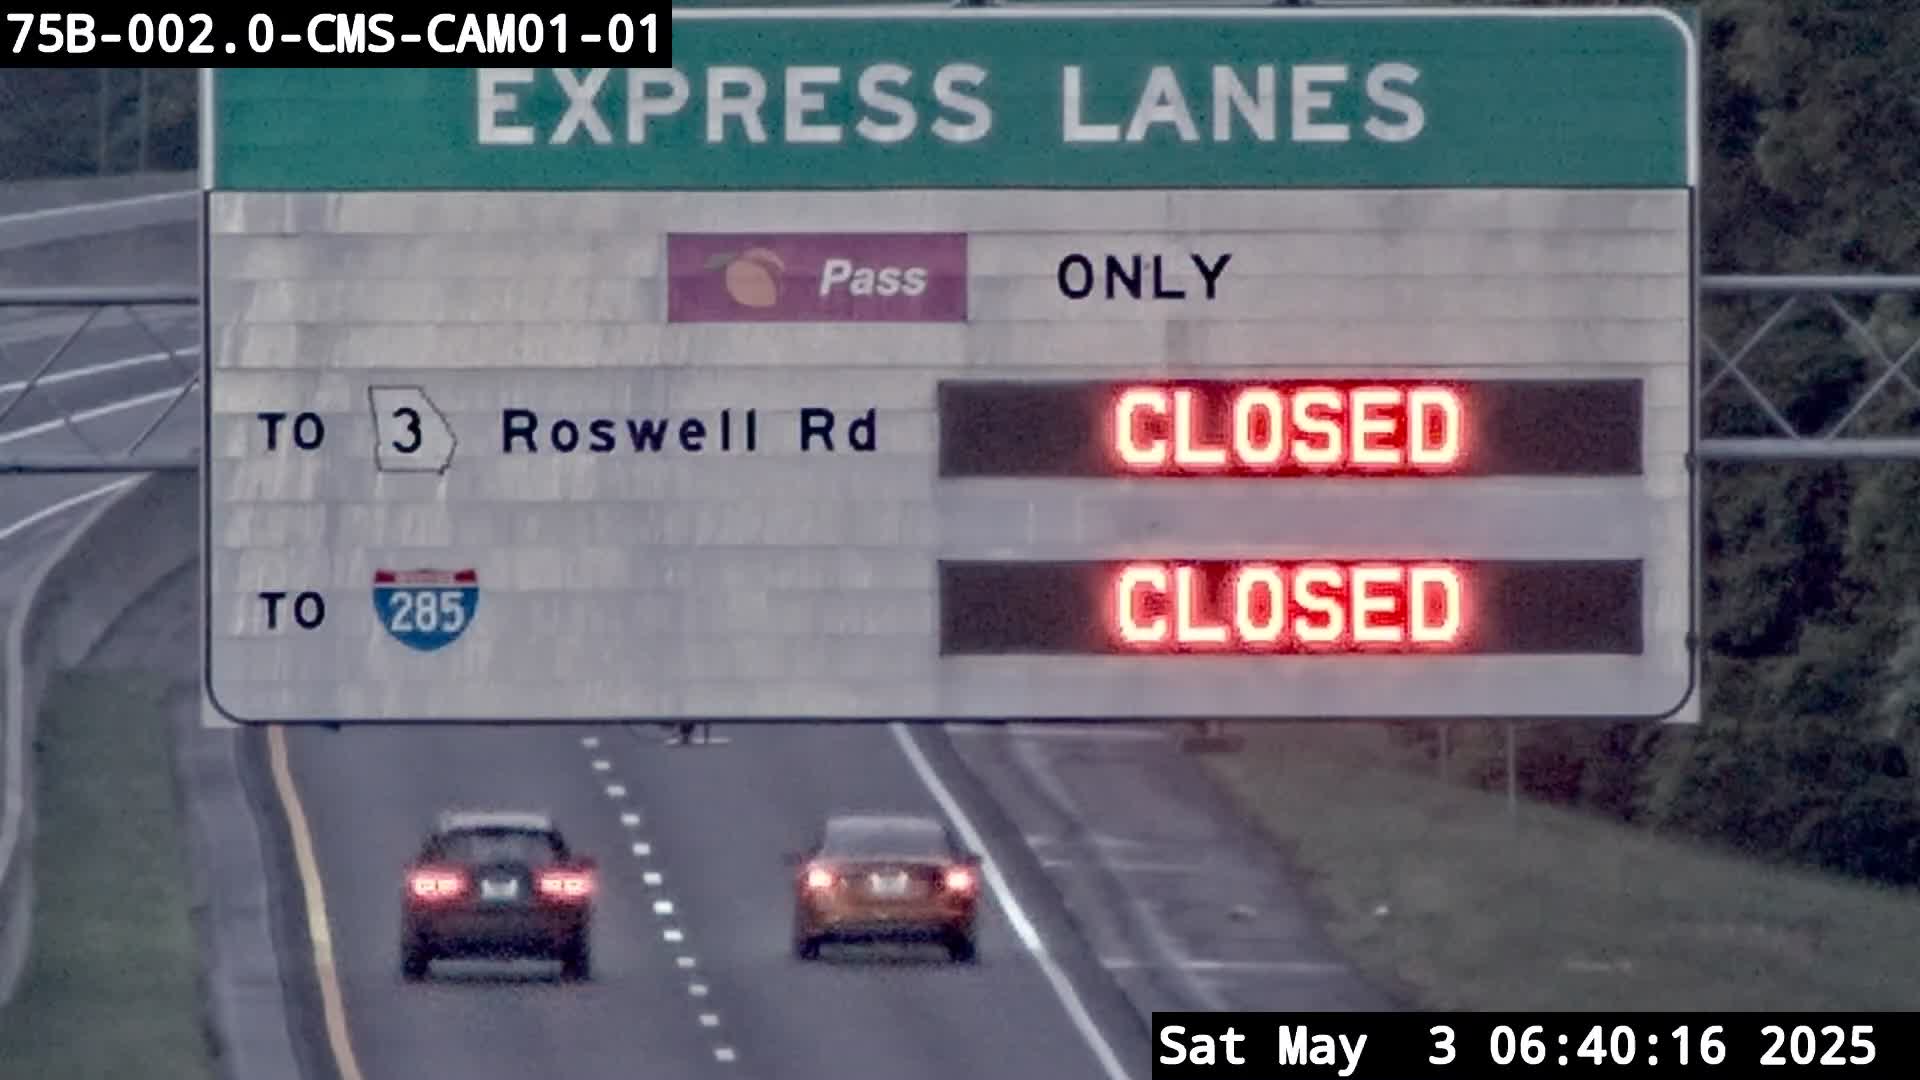 75B-002.0-CMS-CAM01-01
EXPRESS LANES
Pass ONLY
TO 3 Roswell Rd CLOSED
TO 285 CLOSED
Sat May 3 06:40:16 2025